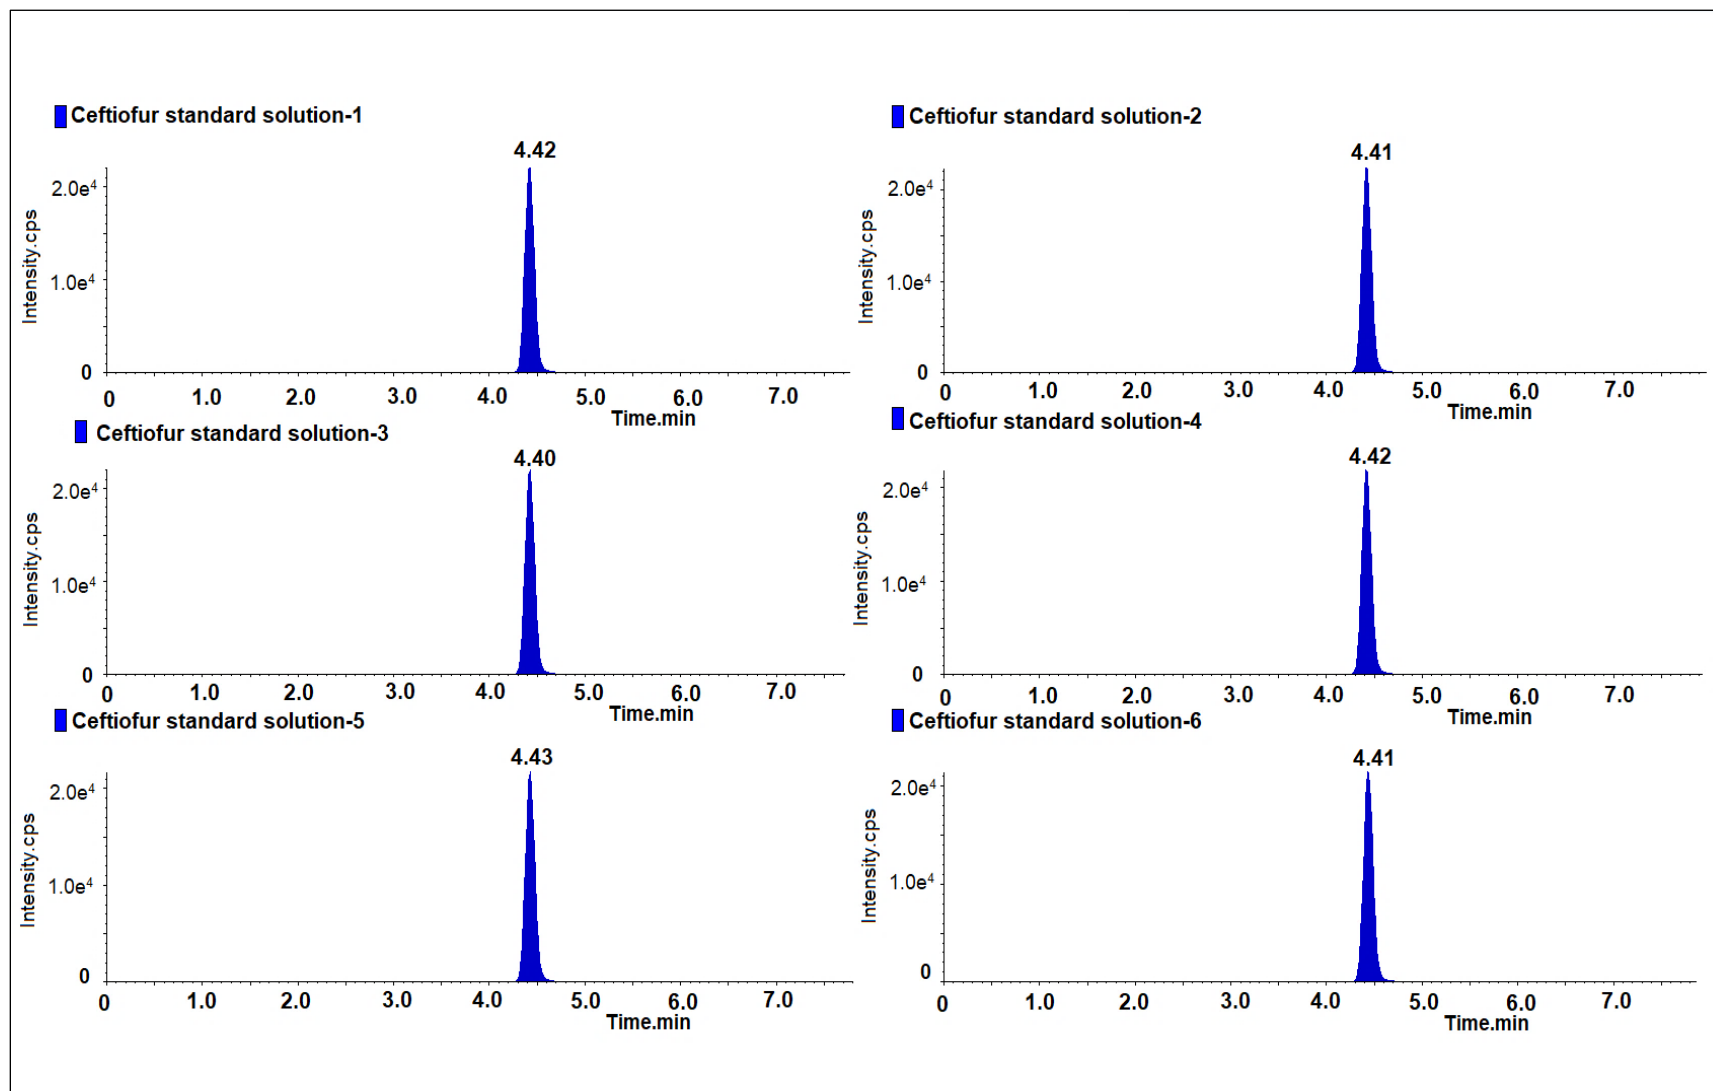 Ceftiofur standard solution-1
4.42
2.0e⁴
1.0e⁴
0
Intensity.cps
0 1.0 2.0 3.0 4.0 5.0 6.0 7.0
Time.min
Ceftiofur standard solution-2
4.41
2.0e⁴
1.0e⁴
0
Intensity.cps
0 1.0 2.0 3.0 4.0 5.0 6.0 7.0
Time.min
Ceftiofur standard solution-3
4.40
2.0e⁴
1.0e⁴
0
Intensity.cps
0 1.0 2.0 3.0 4.0 5.0 6.0 7.0
Time.min
Ceftiofur standard solution-4
4.42
2.0e⁴
1.0e⁴
0
Intensity.cps
0 1.0 2.0 3.0 4.0 5.0 6.0 7.0
Time.min
Ceftiofur standard solution-5
4.43
2.0e⁴
1.0e⁴
0
Intensity.cps
0 1.0 2.0 3.0 4.0 5.0 6.0 7.0
Time.min
Ceftiofur standard solution-6
4.41
2.0e⁴
1.0e⁴
0
Intensity.cps
0 1.0 2.0 3.0 4.0 5.0 6.0 7.0
Time.min